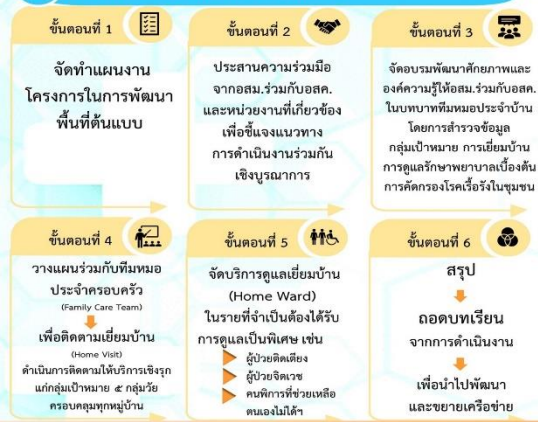 ขั้นตอนที่ 1
จัดทำแผนงาน
โครงการในการพัฒนา
พื้นที่ต้นแบบ
ขั้นตอนที่ 2
ประสานความร่วมมือ
จากอสม.ร่วมกับอสค.
และหน่วยงานที่เกี่ยวข้อง
เพื่อชี้แจงแนวทาง
การดำเนินงานร่วมกัน
เชิงบูรณาการ
ขั้นตอนที่ 3
จัดอบรมพัฒนาศักยภาพและ
องค์ความรู้ให้อสม.ร่วมกับอสค.
ในบทบาททีมหมอประจำบ้าน
โดยการสำรวจข้อมูล
กลุ่มเป้าหมาย การเยี่ยมบ้าน
การดูแลรักษาพยาบาลเบื้องต้น
การคัดกรองโรคเรื้อรังในชุมชน
ขั้นตอนที่ 4
วางแผนร่วมกับทีมหมอ
ประจำครอบครัว
(Family Care Team)
เพื่อติดตามเยี่ยมบ้าน
(Home Visit)
ดำเนินการติดตามให้บริการเชิงรุก
แก่กลุ่มเป้าหมาย ๕ กลุ่มวัย
ครอบคลุมทุกหมู่บ้าน
ขั้นตอนที่ 5
จัดบริการดูแลเยี่ยมบ้าน
(Home Ward)
ในรายที่จำเป็นต้องได้รับ
การดูแลเป็นพิเศษ เช่น
ผู้ป่วยติดเตียง
ผู้ป่วยจิตเวช
คนพิการที่ช่วยเหลือ
ตนเองไม่ได้ฯ
ขั้นตอนที่ 6
สรุป
ถอดบทเรียน
จากการดำเนินงาน
เพื่อนำไปพัฒนา
และขยายเครือข่าย